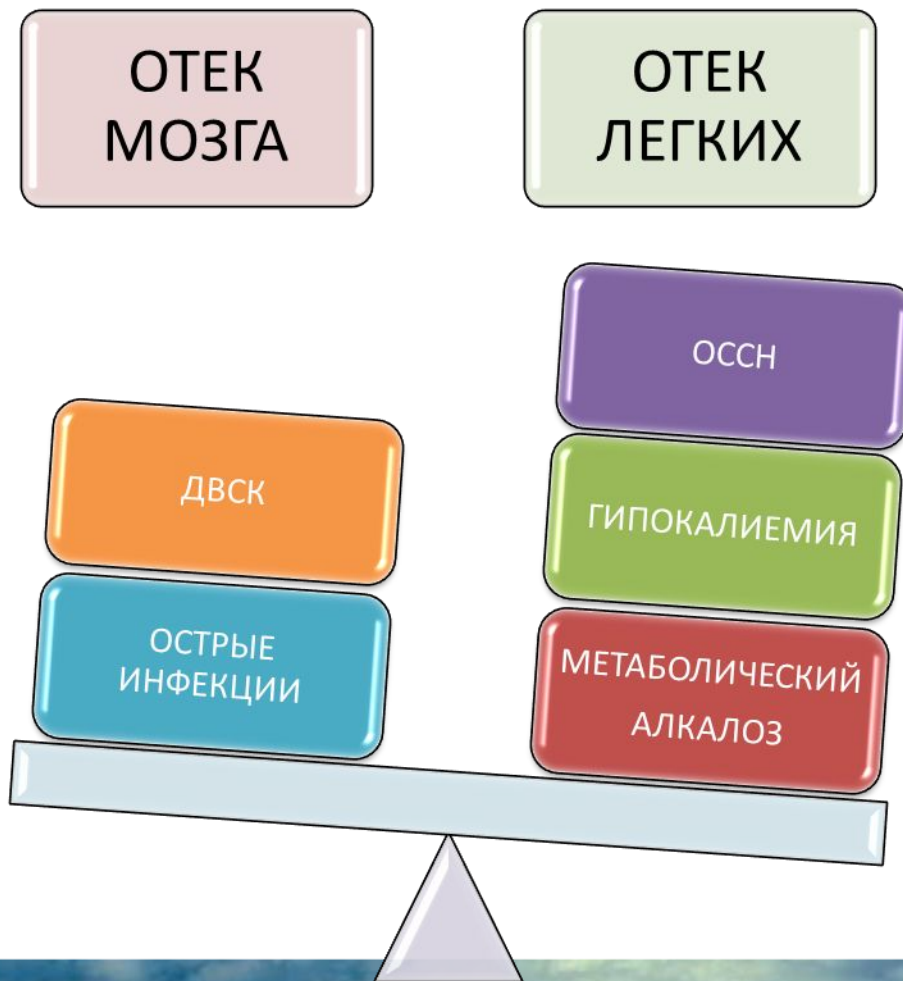 ОТЕК
МОЗГА
ОТЕК
ЛЕГКИХ
ОССН
ДВСК
ГИПОКАЛИЕМИЯ
ОСТРЫЕ
ИНФЕКЦИИ
МЕТАБОЛИЧЕСКИЙ
АЛКАЛОЗ